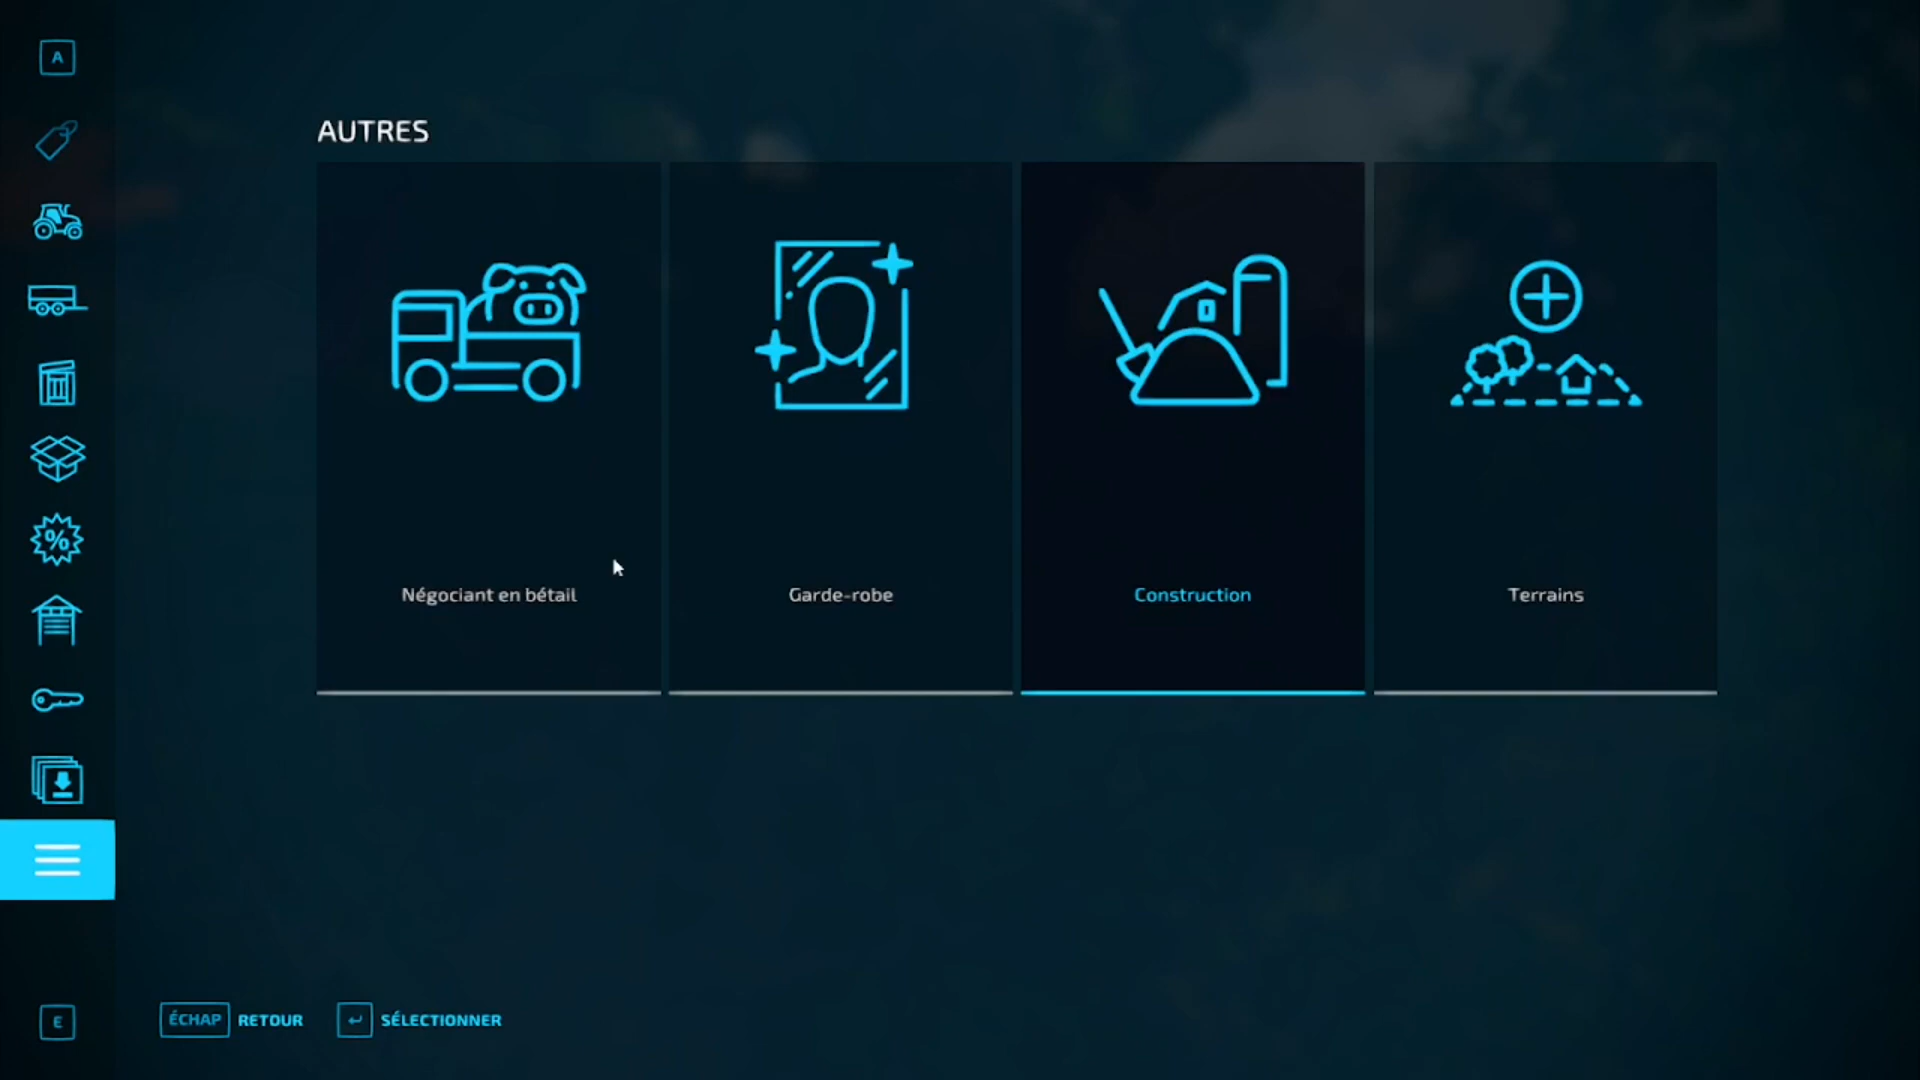 A
AUTRES
%
Négociant en bétail
Garde-robe
Construction
Terrains
E
ÉCHAP RETOUR
SÉLECTIONNER